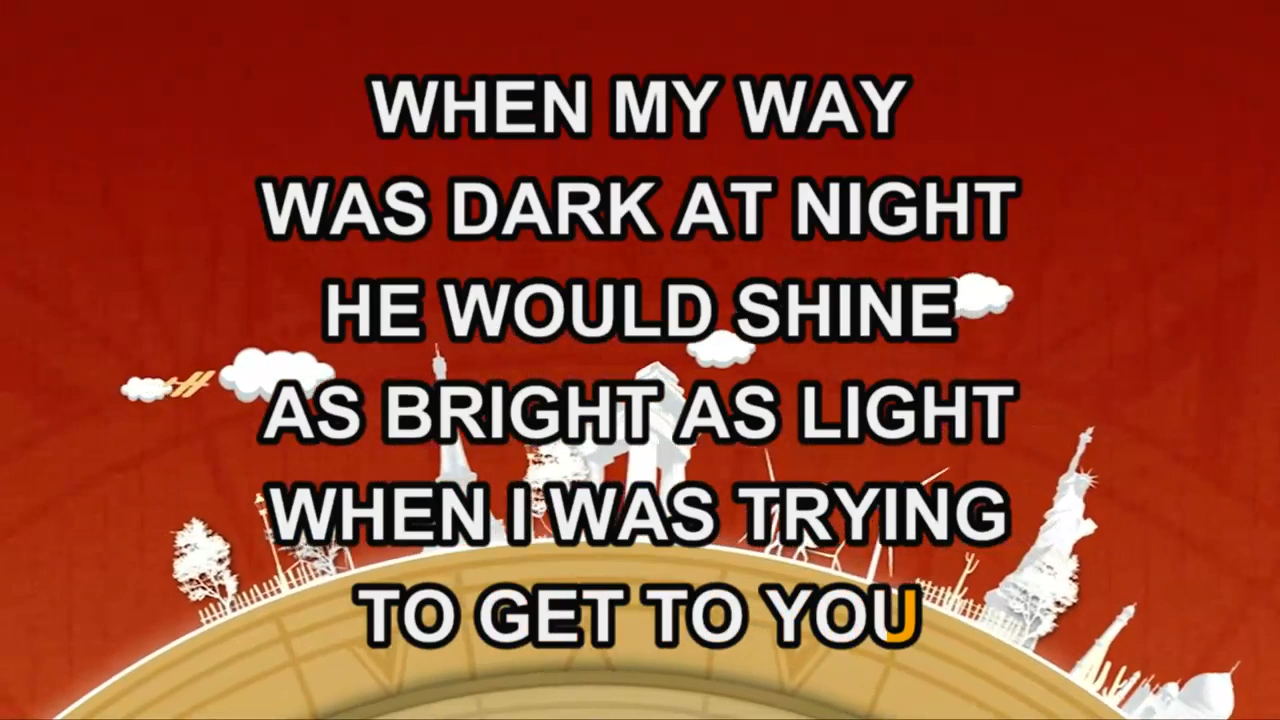 WHEN MY WAY
WAS DARK AT NIGHT
HE WOULD SHINE
AS BRIGHT AS LIGHT
WHEN I WAS TRYING
TO GET TO YOU